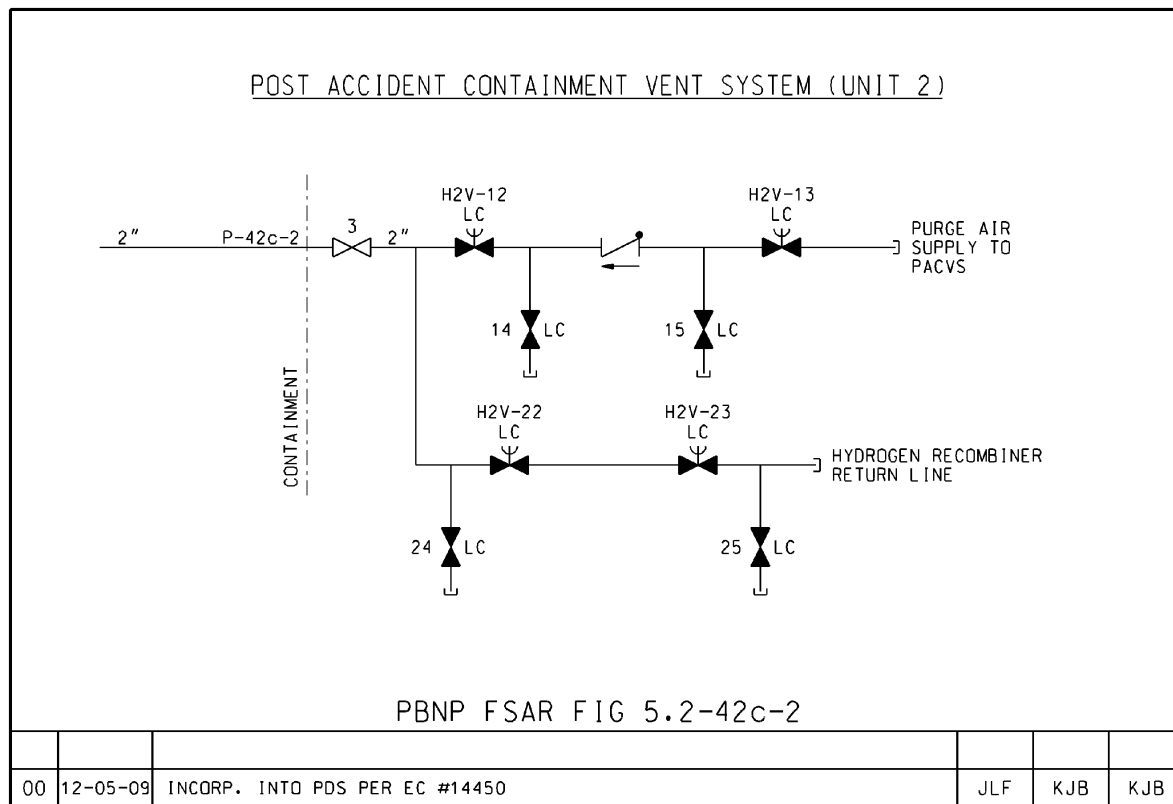 POST ACCIDENT CONTAINMENT VENT SYSTEM (UNIT 2)
H2V-12
LC
H2V-13
LC
2" P-42c-2 3 2"
PURGE AIR
SUPPLY TO
PACVS
14 LC
15 LC
CONTAINMENT
H2V-22
LC
H2V-23
LC
HYDROGEN RECOMBINER
RETURN LINE
24 LC
25 LC
PBNP FSAR FIG 5.2-42c-2
00 12-05-09 INCORP. INTO PDS PER EC #14450 JLF KJB KJB